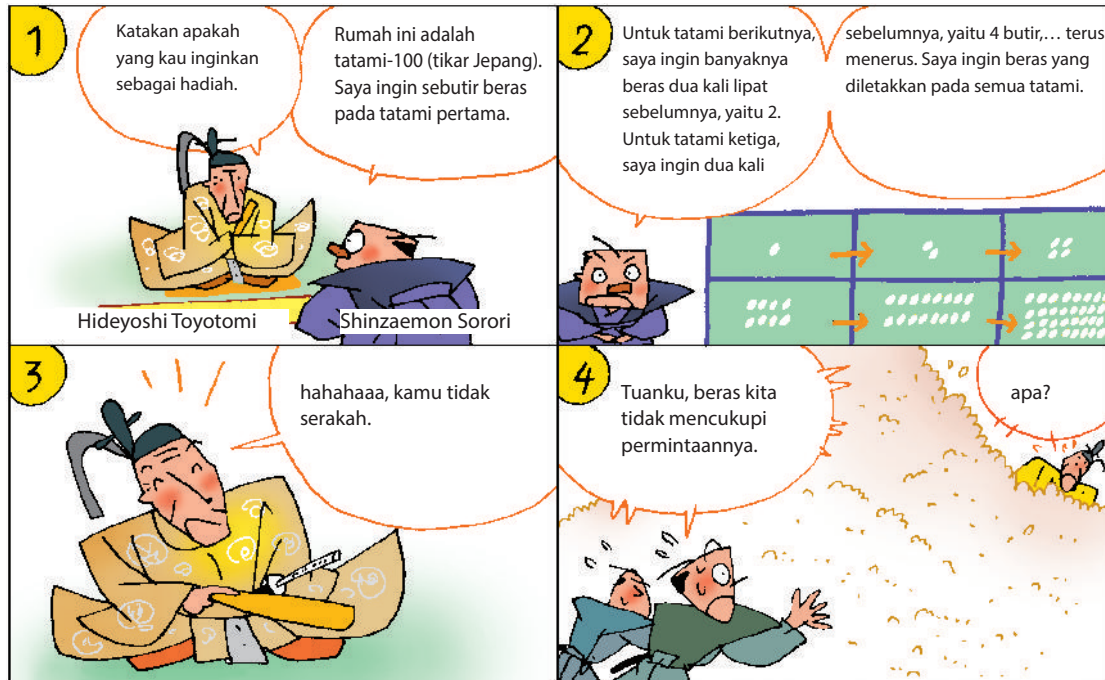 1
Katakan apakah
yang kau inginkan
sebagai hadiah.
Rumah ini adalah
tatami-100 (tikar Jepang).
Saya ingin sebutir beras
pada tatami pertama.
Hideyoshi Toyotomi
Shinzaemon Sorori
2
Untuk tatami berikutnya,
saya ingin banyaknya
beras dua kali lipat
sebelumnya, yaitu 2.
Untuk tatami ketiga,
saya ingin dua kali
sebelumnya, yaitu 4 butir,... terus
menerus. Saya ingin beras yang
diletakkan pada semua tatami.
3
hahahaaa, kamu tidak
serakah.
4
Tuanku, beras kita
tidak mencukupi
permintaannya.
apa?